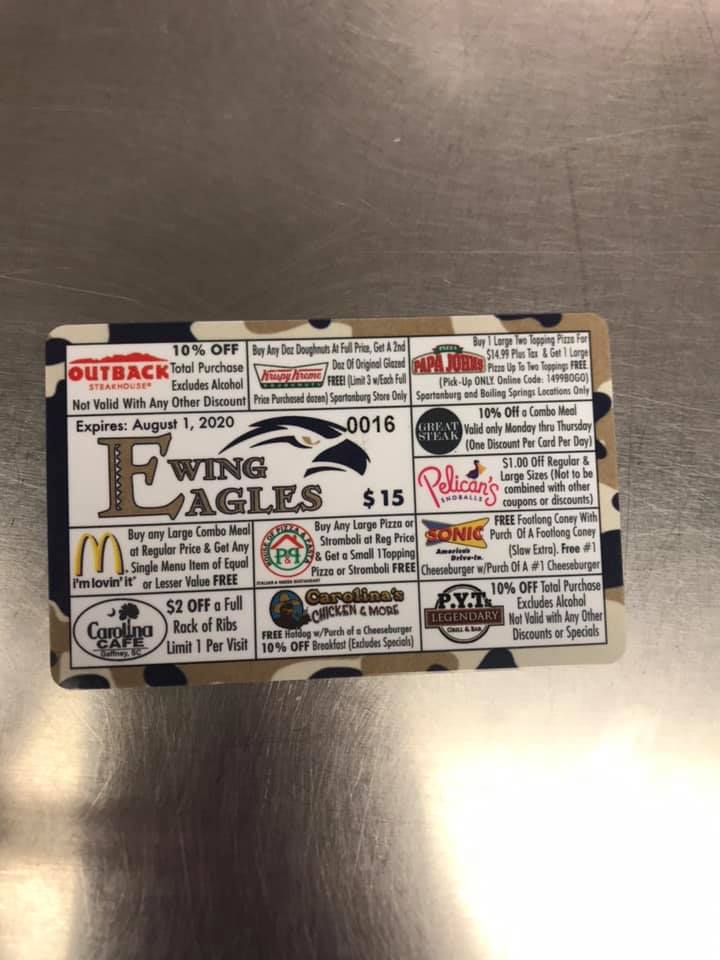 OUTBACK
STEAKHOUSE
10% OFF
Total Purchase
Excludes Alcohol
Not Valid With Any Other Discount
Buy Any Doz Doughnuts At Full Price, Get A 2nd
Krispy Kreme
DOUGHNUTS
Doz Of Original Glazed
FREE! (Limit 3 w/Each Full
Price Purchased dozen) Spartanburg Store Only
PIZZA
PAPA JOHN'S
Buy 1 Large Two Topping Pizza For
$14.99 Plus Tax & Get 1 Large
Pizza Up To Two Toppings FREE
(Pick-Up ONLY Online Code: 1499BOGO)
Spartanburg and Boiling Springs Locations Only
Expires: August 1, 2020
0016
EWING
EAGLES
$15
GREAT
STEAK
10% Off a Combo Meal
Valid only Monday thru Thursday
(One Discount Per Card Per Day)
Pelican's
SNOBALLS
$1.00 Off Regular &
Large Sizes (Not to be
combined with other
coupons or discounts)
M
i'm lovin' it
Buy any Large Combo Meal
at Regular Price & Get Any
Single Menu Item of Equal
or Lesser Value FREE
HOUSE OF PIZZA & PASTA
P&P
Buy Any Large Pizza or
Stromboli at Reg Price
& Get a Small 1Topping
Pizza or Stromboli FREE
SONIC
America's
Drive-In.
FREE Footlong Coney With
Purch Of A Footlong Coney
(Slaw Extra). Free #1
Cheeseburger w/Purch Of A #1 Cheeseburger
Carolina
CAFE
Gaffney, SC
$2 OFF a Full
Rack of Ribs
Limit 1 Per Visit
Carolina's
CHICKEN & MORE
FREE Hotdog w/Purch of a Cheeseburger
10% OFF Breakfast (Excludes Specials)
P.Y.T.'s
LEGENDARY
GRILL & BAR
10% OFF Total Purchase
Excludes Alcohol
Not Valid with Any Other
Discounts or Specials